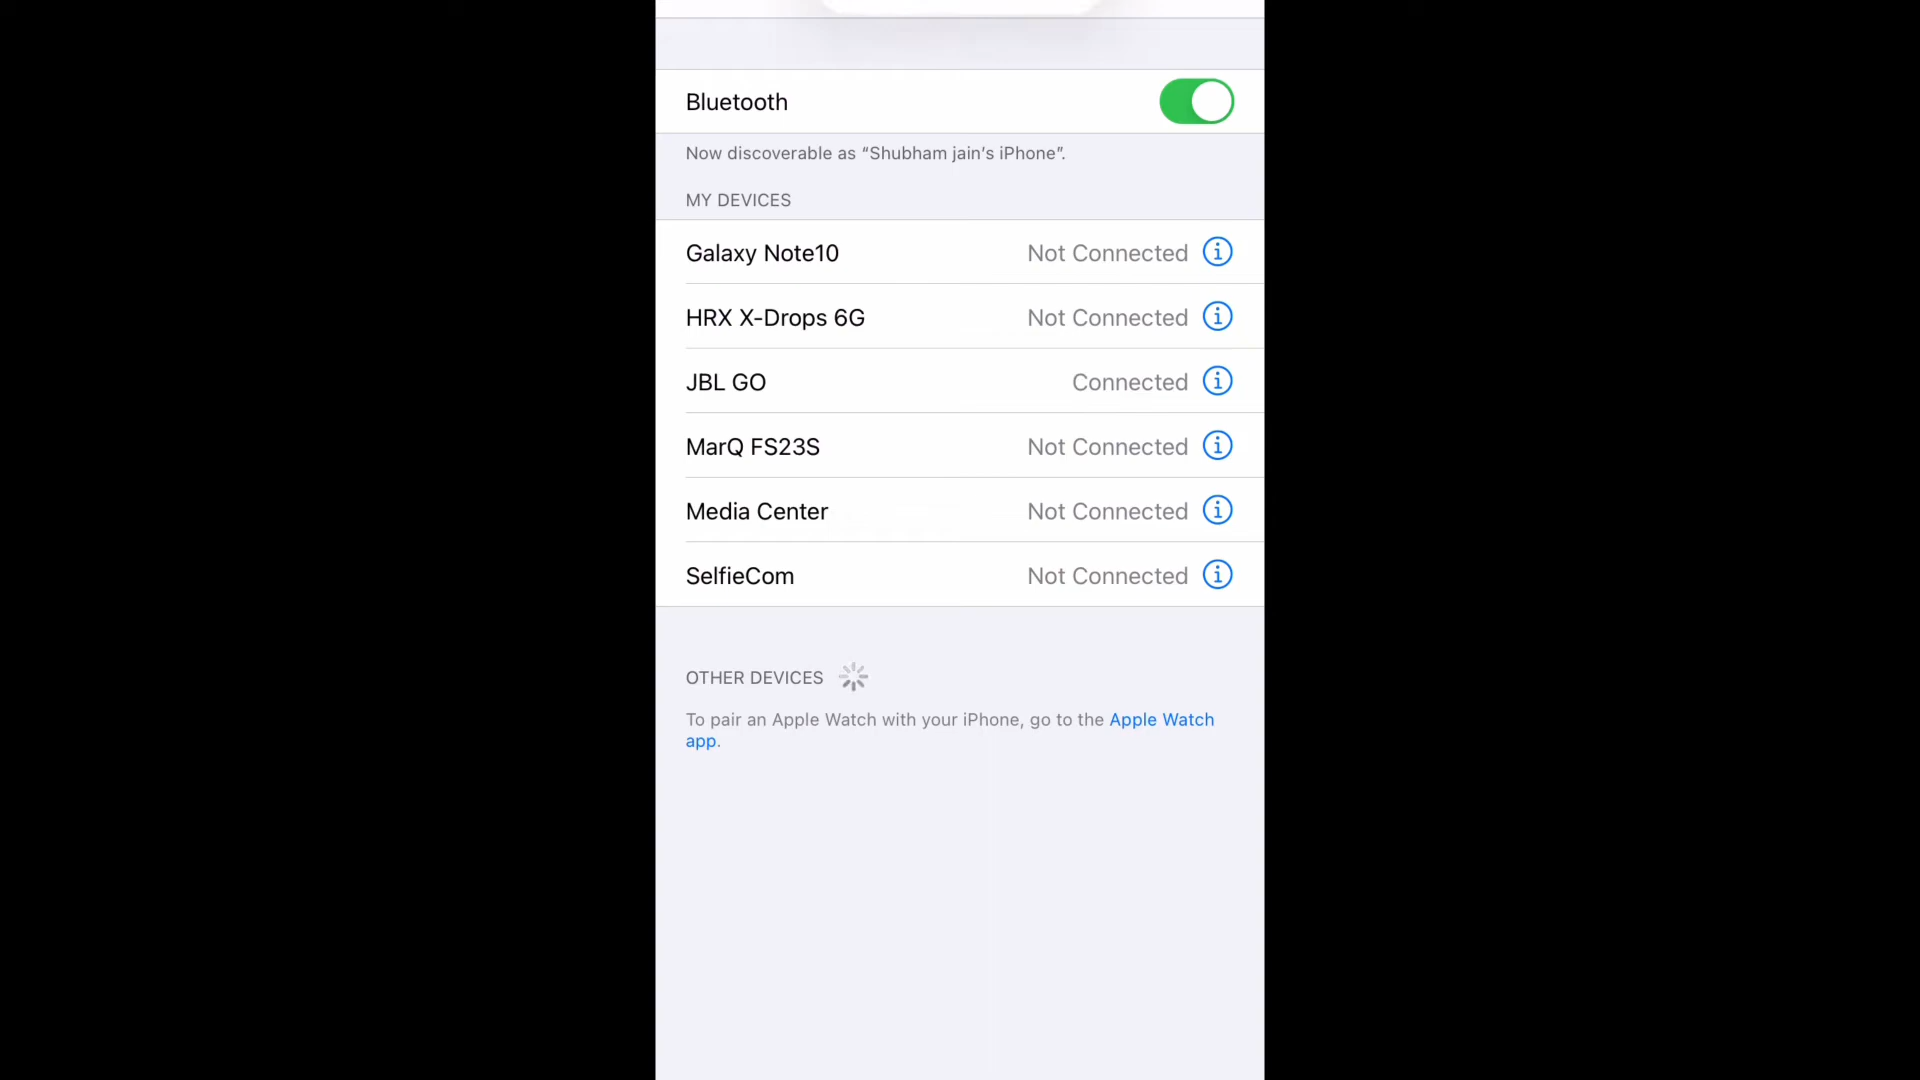 Bluetooth
Now discoverable as “Shubham jain’s iPhone”.
MY DEVICES
Galaxy Note10 Not Connected
HRX X-Drops 6G Not Connected
JBL GO Connected
MarQ FS23S Not Connected
Media Center Not Connected
SelfieCom Not Connected
OTHER DEVICES
To pair an Apple Watch with your iPhone, go to the Apple Watch
app.